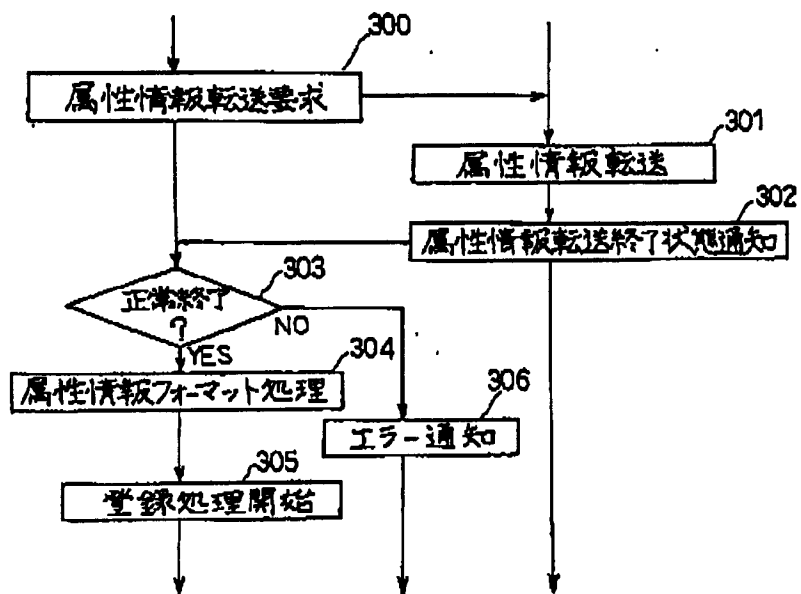 300
属性情報転送要求
301
属性情報転送
302
属性情報転送終了状態通知
303
正常終了
?
NO
YES
304
属性情報フォーマット処理
306
エラー通知
305
登録処理開始